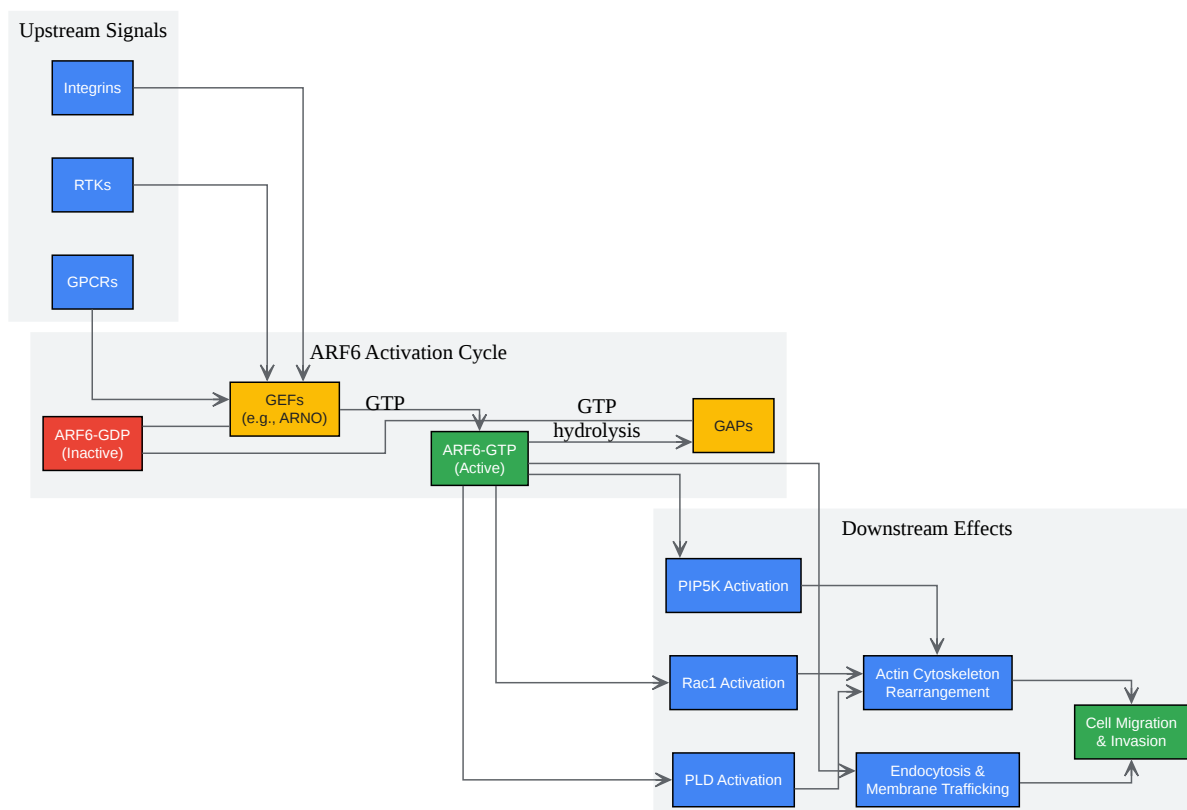 Upstream Signals
Integrins
RTKs
GPCRs
ARF6 Activation Cycle
GEFs
(e.g., ARNO)
GTP
GTP
hydrolysis
GAPs
ARF6-GDP
(Inactive)
ARF6-GTP
(Active)
Downstream Effects
PIP5K Activation
Rac1 Activation
Actin Cytoskeleton
Rearrangement
Cell Migration
& Invasion
PLD Activation
Endocytosis &
Membrane Trafficking